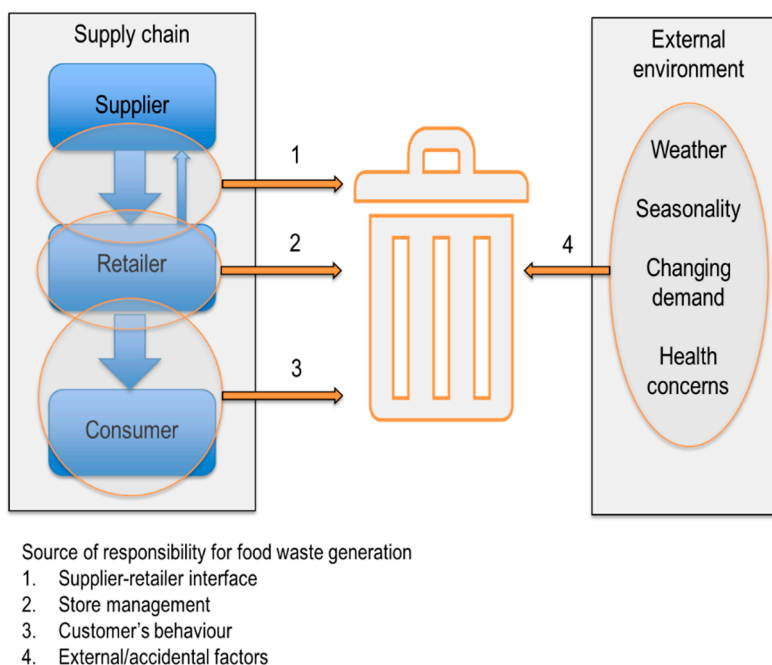 Supply chain
Supplier
Retailer
Consumer
1
2
3
4
External
environment
Weather
Seasonality
Changing
demand
Health
concerns
Source of responsibility for food waste generation
1. Supplier-retailer interface
2. Store management
3. Customer's behaviour
4. External/accidental factors